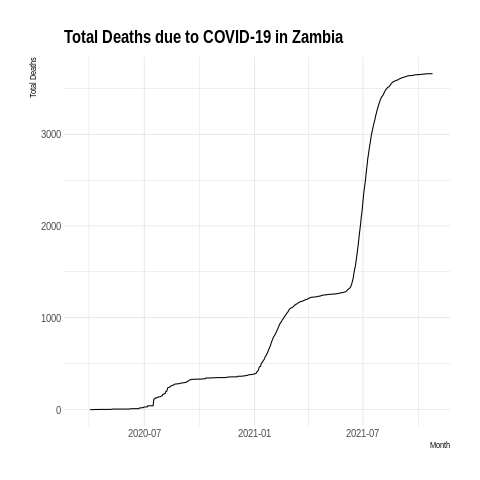 Total Deaths due to COVID-19 in Zambia
Total Deaths
3000
2000
1000
0
2020-07 2021-01 2021-07
Month